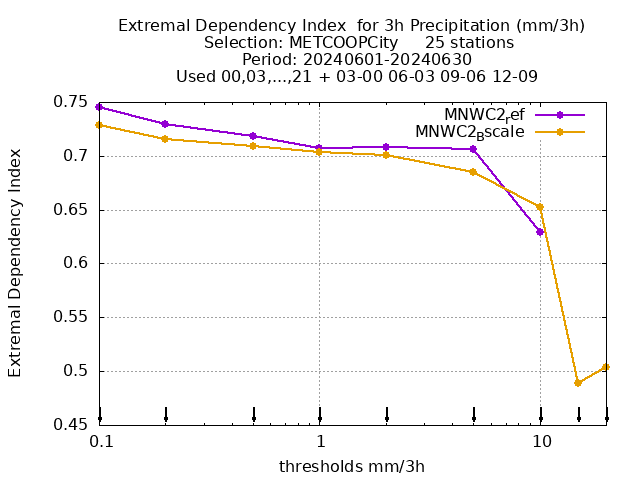 Extremal Dependency Index  for 3h Precipitation (mm/3h)
Selection: METCOOPCity     25 stations
Period: 20240601-20240630
Used 00,03,...,21 + 03-00 06-03 09-06 12-09
MNWC2_ref
MNWC2_Bscale
0.75
0.7
0.65
0.6
0.55
0.5
0.45
Extremal Dependency Index
0.1 1 10
thresholds mm/3h